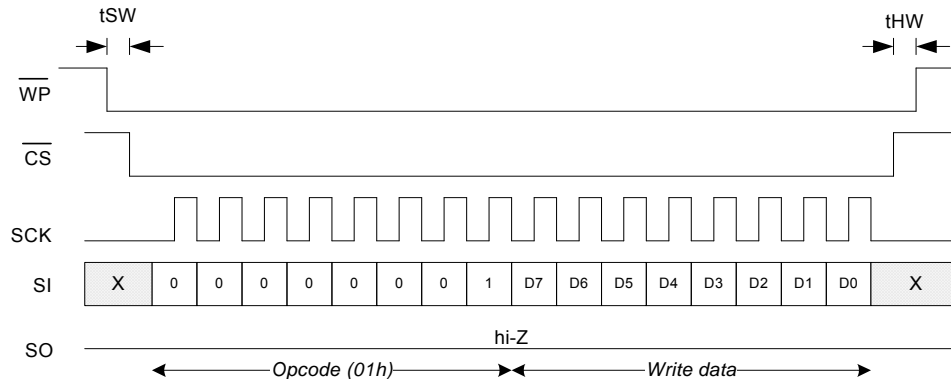 tSW tHW
WP
CS
SCK
SI X 0 0 0 0 0 0 0 1 D7 D6 D5 D4 D3 D2 D1 D0 X
hi-Z
SO
Opcode (01h) Write data